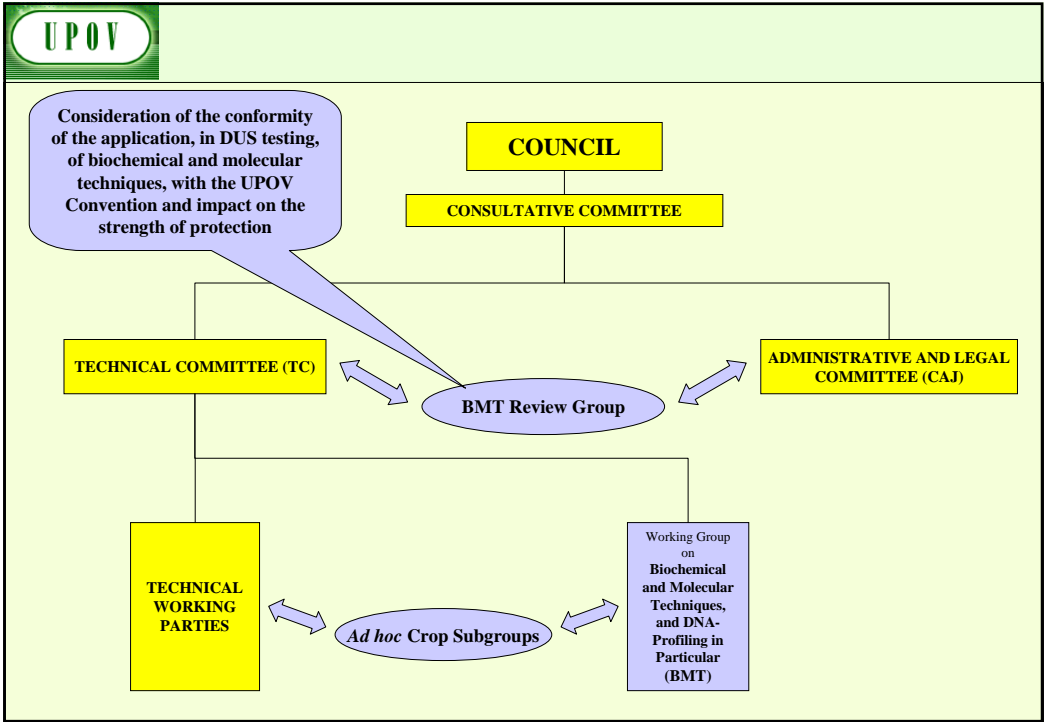 UPOV
Consideration of the conformity
of the application, in DUS testing,
of biochemical and molecular
techniques, with the UPOV
Convention and impact on the
strength of protection
COUNCIL
CONSULTATIVE COMMITTEE
TECHNICAL COMMITTEE (TC)
ADMINISTRATIVE AND LEGAL
COMMITTEE (CAJ)
BMT Review Group
TECHNICAL
WORKING
PARTIES
Ad hoc Crop Subgroups
Working Group
on
Biochemical
and Molecular
Techniques,
and DNA-
Profiling in
Particular
(BMT)